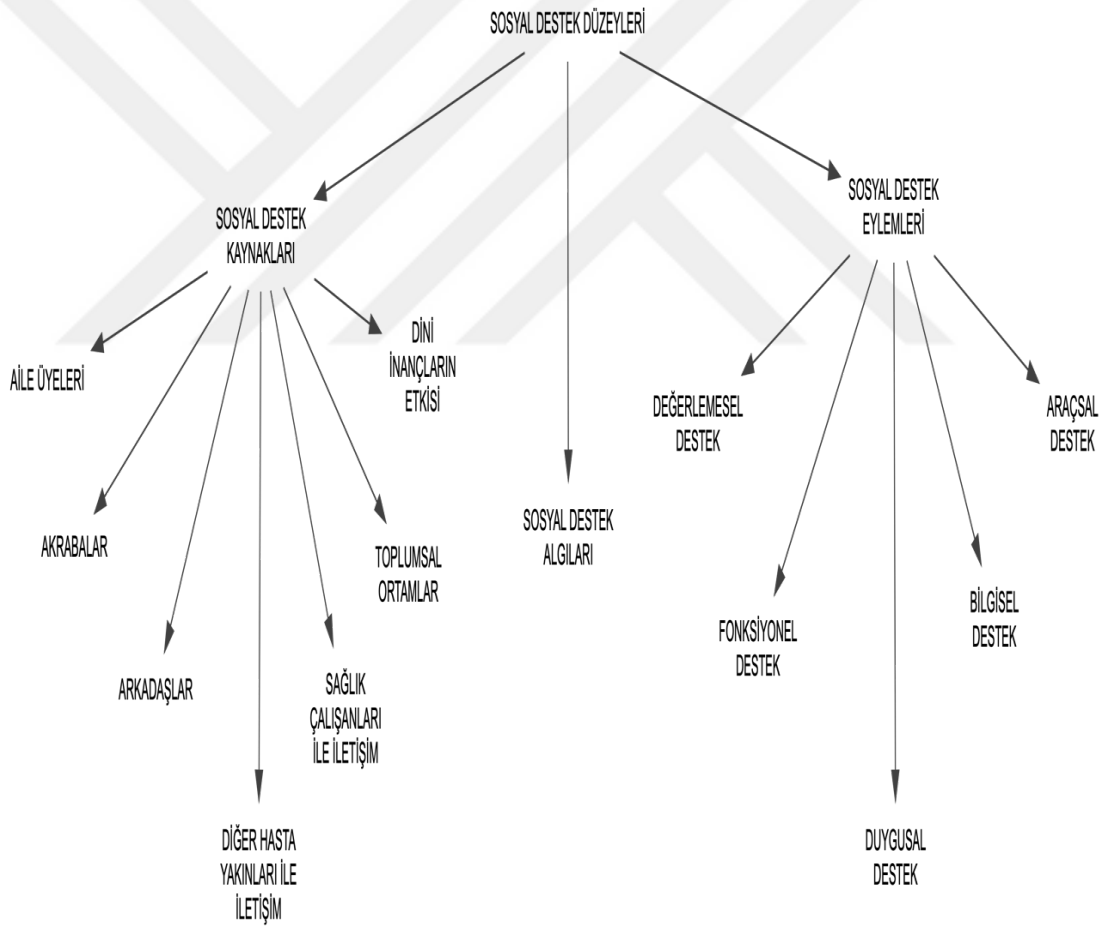 SOSYAL DESTEK DÜZEYLERİ
SOSYAL DESTEK
KAYNAKLARI
AİLE ÜYELERİ
AKRABALAR
ARKADAŞLAR
DİĞER HASTA
YAKINLARI İLE
İLETİŞİM
SAĞLIK
ÇALIŞANLARI
İLE İLETİŞİM
TOPLUMSAL
ORTAMLAR
DİNİ
İNANÇLARIN
ETKİSİ
SOSYAL DESTEK
ALGILARI
SOSYAL DESTEK
EYLEMLERİ
DEĞERLEMESEL
DESTEK
FONKSİYONEL
DESTEK
DUYGUSAL
DESTEK
BİLGİSEL
DESTEK
ARAÇSAL
DESTEK